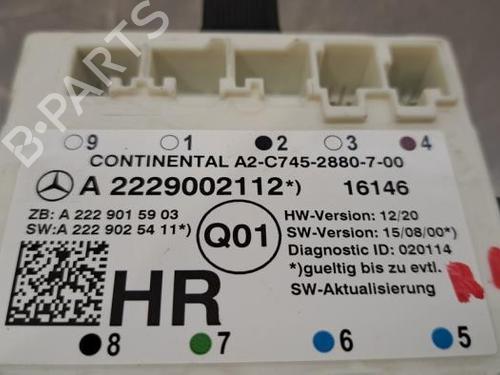 B-PARTS
9 1 2 3 4
CONTINENTAL A2-C745-2880-7-00
A 2229002112*) 16146
ZB: A 222 901 59 03
SW:A 222 902 54 11*)
Q01
HW-Version: 12/20
SW-Version: 15/08/00*)
Diagnostic ID: 020114
*)gueltig bis zu evtl.
SW-Aktualisierung
HR
8 7 6 5